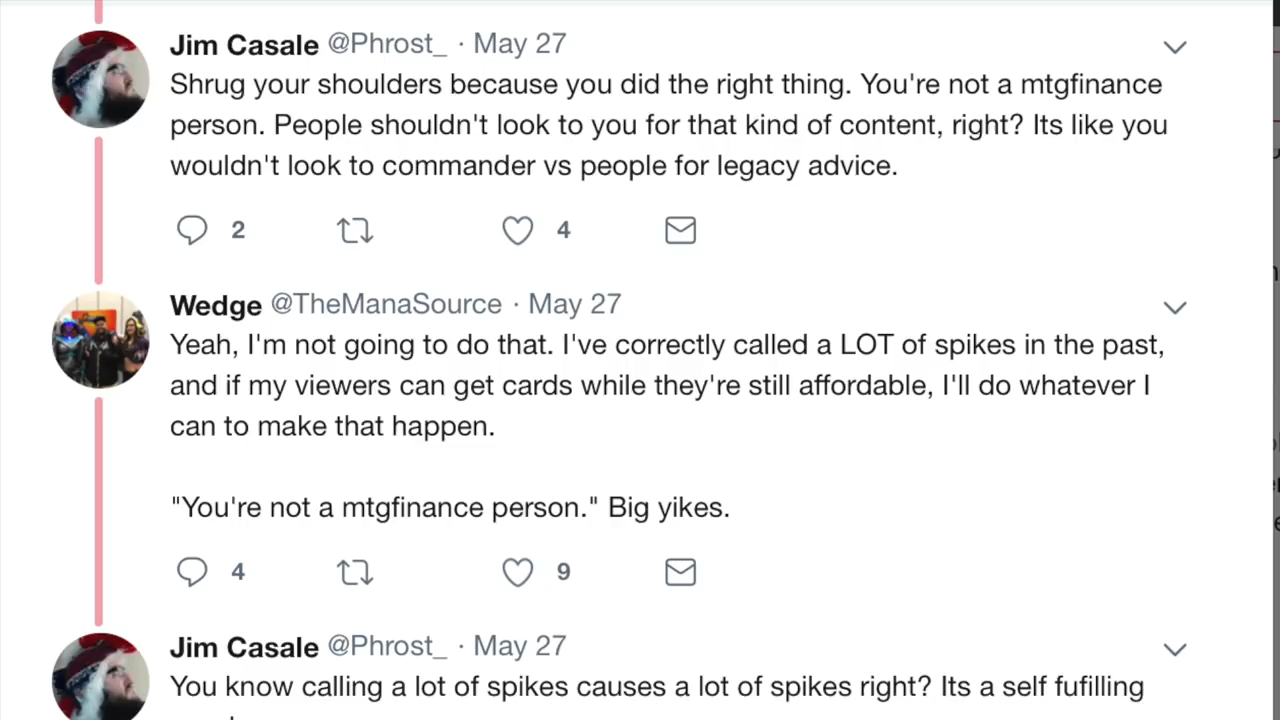 Jim Casale @Phrost_ · May 27
Shrug your shoulders because you did the right thing. You're not a mtgfinance
person. People shouldn't look to you for that kind of content, right? Its like you
wouldn't look to commander vs people for legacy advice.
2 4
Wedge @TheManaSource · May 27
Yeah, I'm not going to do that. I've correctly called a LOT of spikes in the past,
and if my viewers can get cards while they're still affordable, I'll do whatever I
can to make that happen.
"You're not a mtgfinance person." Big yikes.
4 9
Jim Casale @Phrost_ · May 27
You know calling a lot of spikes causes a lot of spikes right? Its a self fufilling